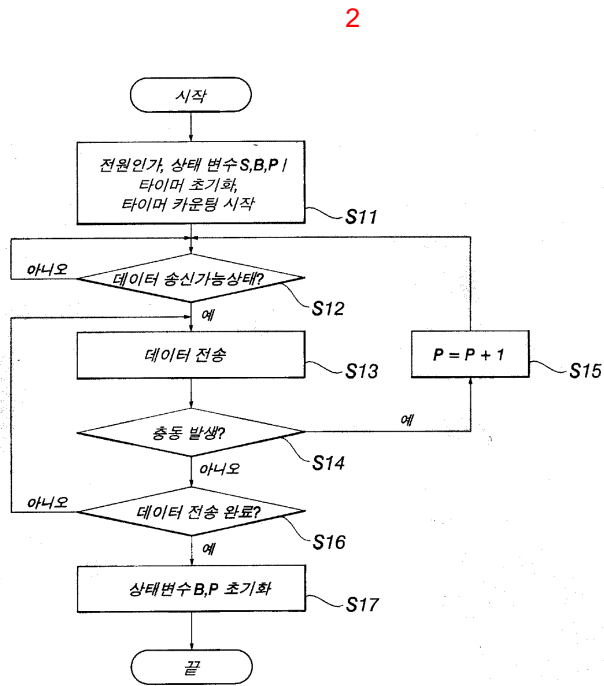 2
시작
전원인가, 상태 변수 S,B,P /
타이머 초기화,
타이머 카운팅 시작
S11
아니오
데이터 송신가능상태?
S12
예
데이터 전송
S13
P = P + 1
S15
충동 발생?
예
S14
아니오
아니오
데이터 전송 완료?
S16
예
상태변수 B,P 초기화
S17
끝